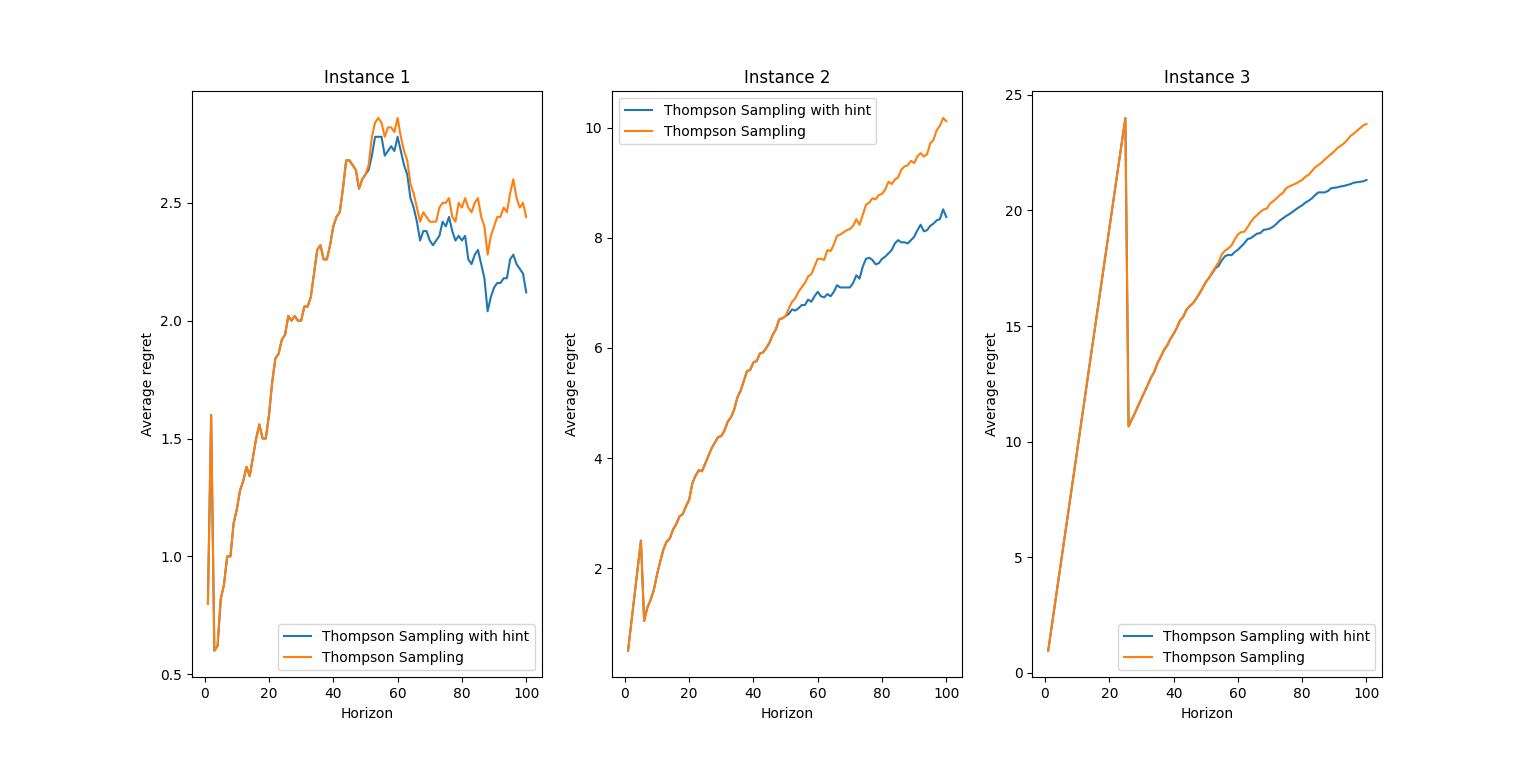 Instance 1
Average regret
2.5
2.0
1.5
1.0
0.5
Thompson Sampling with hint
Thompson Sampling
0 20 40 60 80 100
Horizon
Instance 2
Average regret
Thompson Sampling with hint
Thompson Sampling
10
8
6
4
2
0 20 40 60 80 100
Horizon
Instance 3
Average regret
25
20
15
10
5
0
Thompson Sampling with hint
Thompson Sampling
0 20 40 60 80 100
Horizon